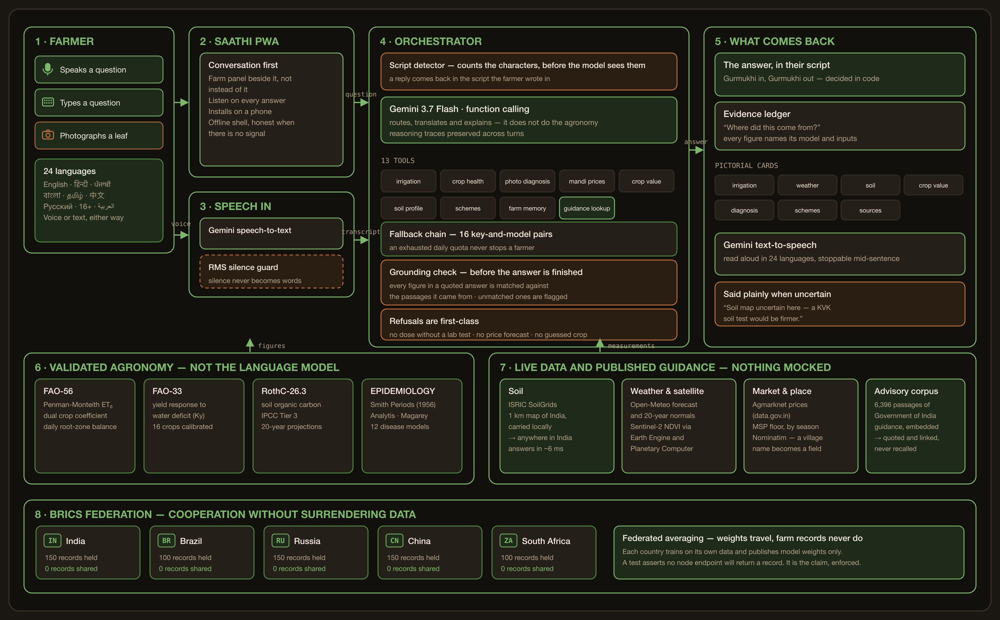 1 · FARMER
Speaks a question
Types a question
Photographs a leaf
24 languages
English · हिन्दी · ਪੰਜਾਬੀ
বাংলা · தமிழ் · 中文
Русский · العربية · +16
Voice or text, either way
voice
2 · SAATHI PWA
Conversation first
Farm panel beside it, not
instead of it
Listen on every answer
Installs on a phone
Offline shell, honest when
there is no signal
question
3 · SPEECH IN
Gemini speech-to-text
RMS silence guard
silence never becomes words
transcript
4 · ORCHESTRATOR
Script detector — counts the characters, before the model sees them
a reply comes back in the script the farmer wrote in
Gemini 3.7 Flash · function calling
routes, translates and explains — it does not do the agronomy
reasoning traces preserved across turns
13 TOOLS
irrigation
crop health
photo diagnosis
mandi prices
crop value
soil profile
schemes
farm memory
guidance lookup
Fallback chain — 16 key-and-model pairs
an exhausted daily quota never stops a farmer
Grounding check — before the answer is finished
every figure in a quoted answer is matched against
the passages it came from · unmatched ones are flagged
Refusals are first-class
no dose without a lab test · no price forecast · no guessed crop
answer
5 · WHAT COMES BACK
The answer, in their script
Gurmukhi in, Gurmukhi out — decided in code
Evidence ledger
“Where did this come from?”
every figure names its model and inputs
PICTORIAL CARDS
irrigation
weather
soil
crop value
diagnosis
schemes
sources
Gemini text-to-speech
read aloud in 24 languages, stoppable mid-sentence
Said plainly when uncertain
“Soil map uncertain here — a KVK
soil test would be firmer.”
figures
measurements
6 · VALIDATED AGRONOMY — NOT THE LANGUAGE MODEL
FAO-56
Penman-Monteith ET₀
dual crop coefficient
daily root-zone balance
FAO-33
yield response to
water deficit (Ky)
16 crops calibrated
RothC-26.3
soil organic carbon
IPCC Tier 3
20-year projections
EPIDEMIOLOGY
Smith Periods (1956)
Analytis · Magarey
12 disease models
7 · LIVE DATA AND PUBLISHED GUIDANCE — NOTHING MOCKED
Soil
ISRIC SoilGrids
1 km map of India,
carried locally
→ anywhere in India
answers in ~6 ms
Weather & satellite
Open-Meteo forecast
and 20-year normals
Sentinel-2 NDVI via
Earth Engine and
Planetary Computer
Market & place
Agmarknet prices
(data.gov.in)
MSP floor, by season
Nominatim — a village
name becomes a field
Advisory corpus
6,396 passages of
Government of India
guidance, embedded
→ quoted and linked,
never recalled
8 · BRICS FEDERATION — COOPERATION WITHOUT SURRENDERING DATA
IN India
150 records held
0 records shared
BR Brazil
100 records held
0 records shared
RU Russia
150 records held
0 records shared
CN China
150 records held
0 records shared
ZA South Africa
100 records held
0 records shared
Federated averaging — weights travel, farm records never do
Each country trains on its own data and publishes model weights only.
A test asserts no node endpoint will return a record. It is the claim, enforced.